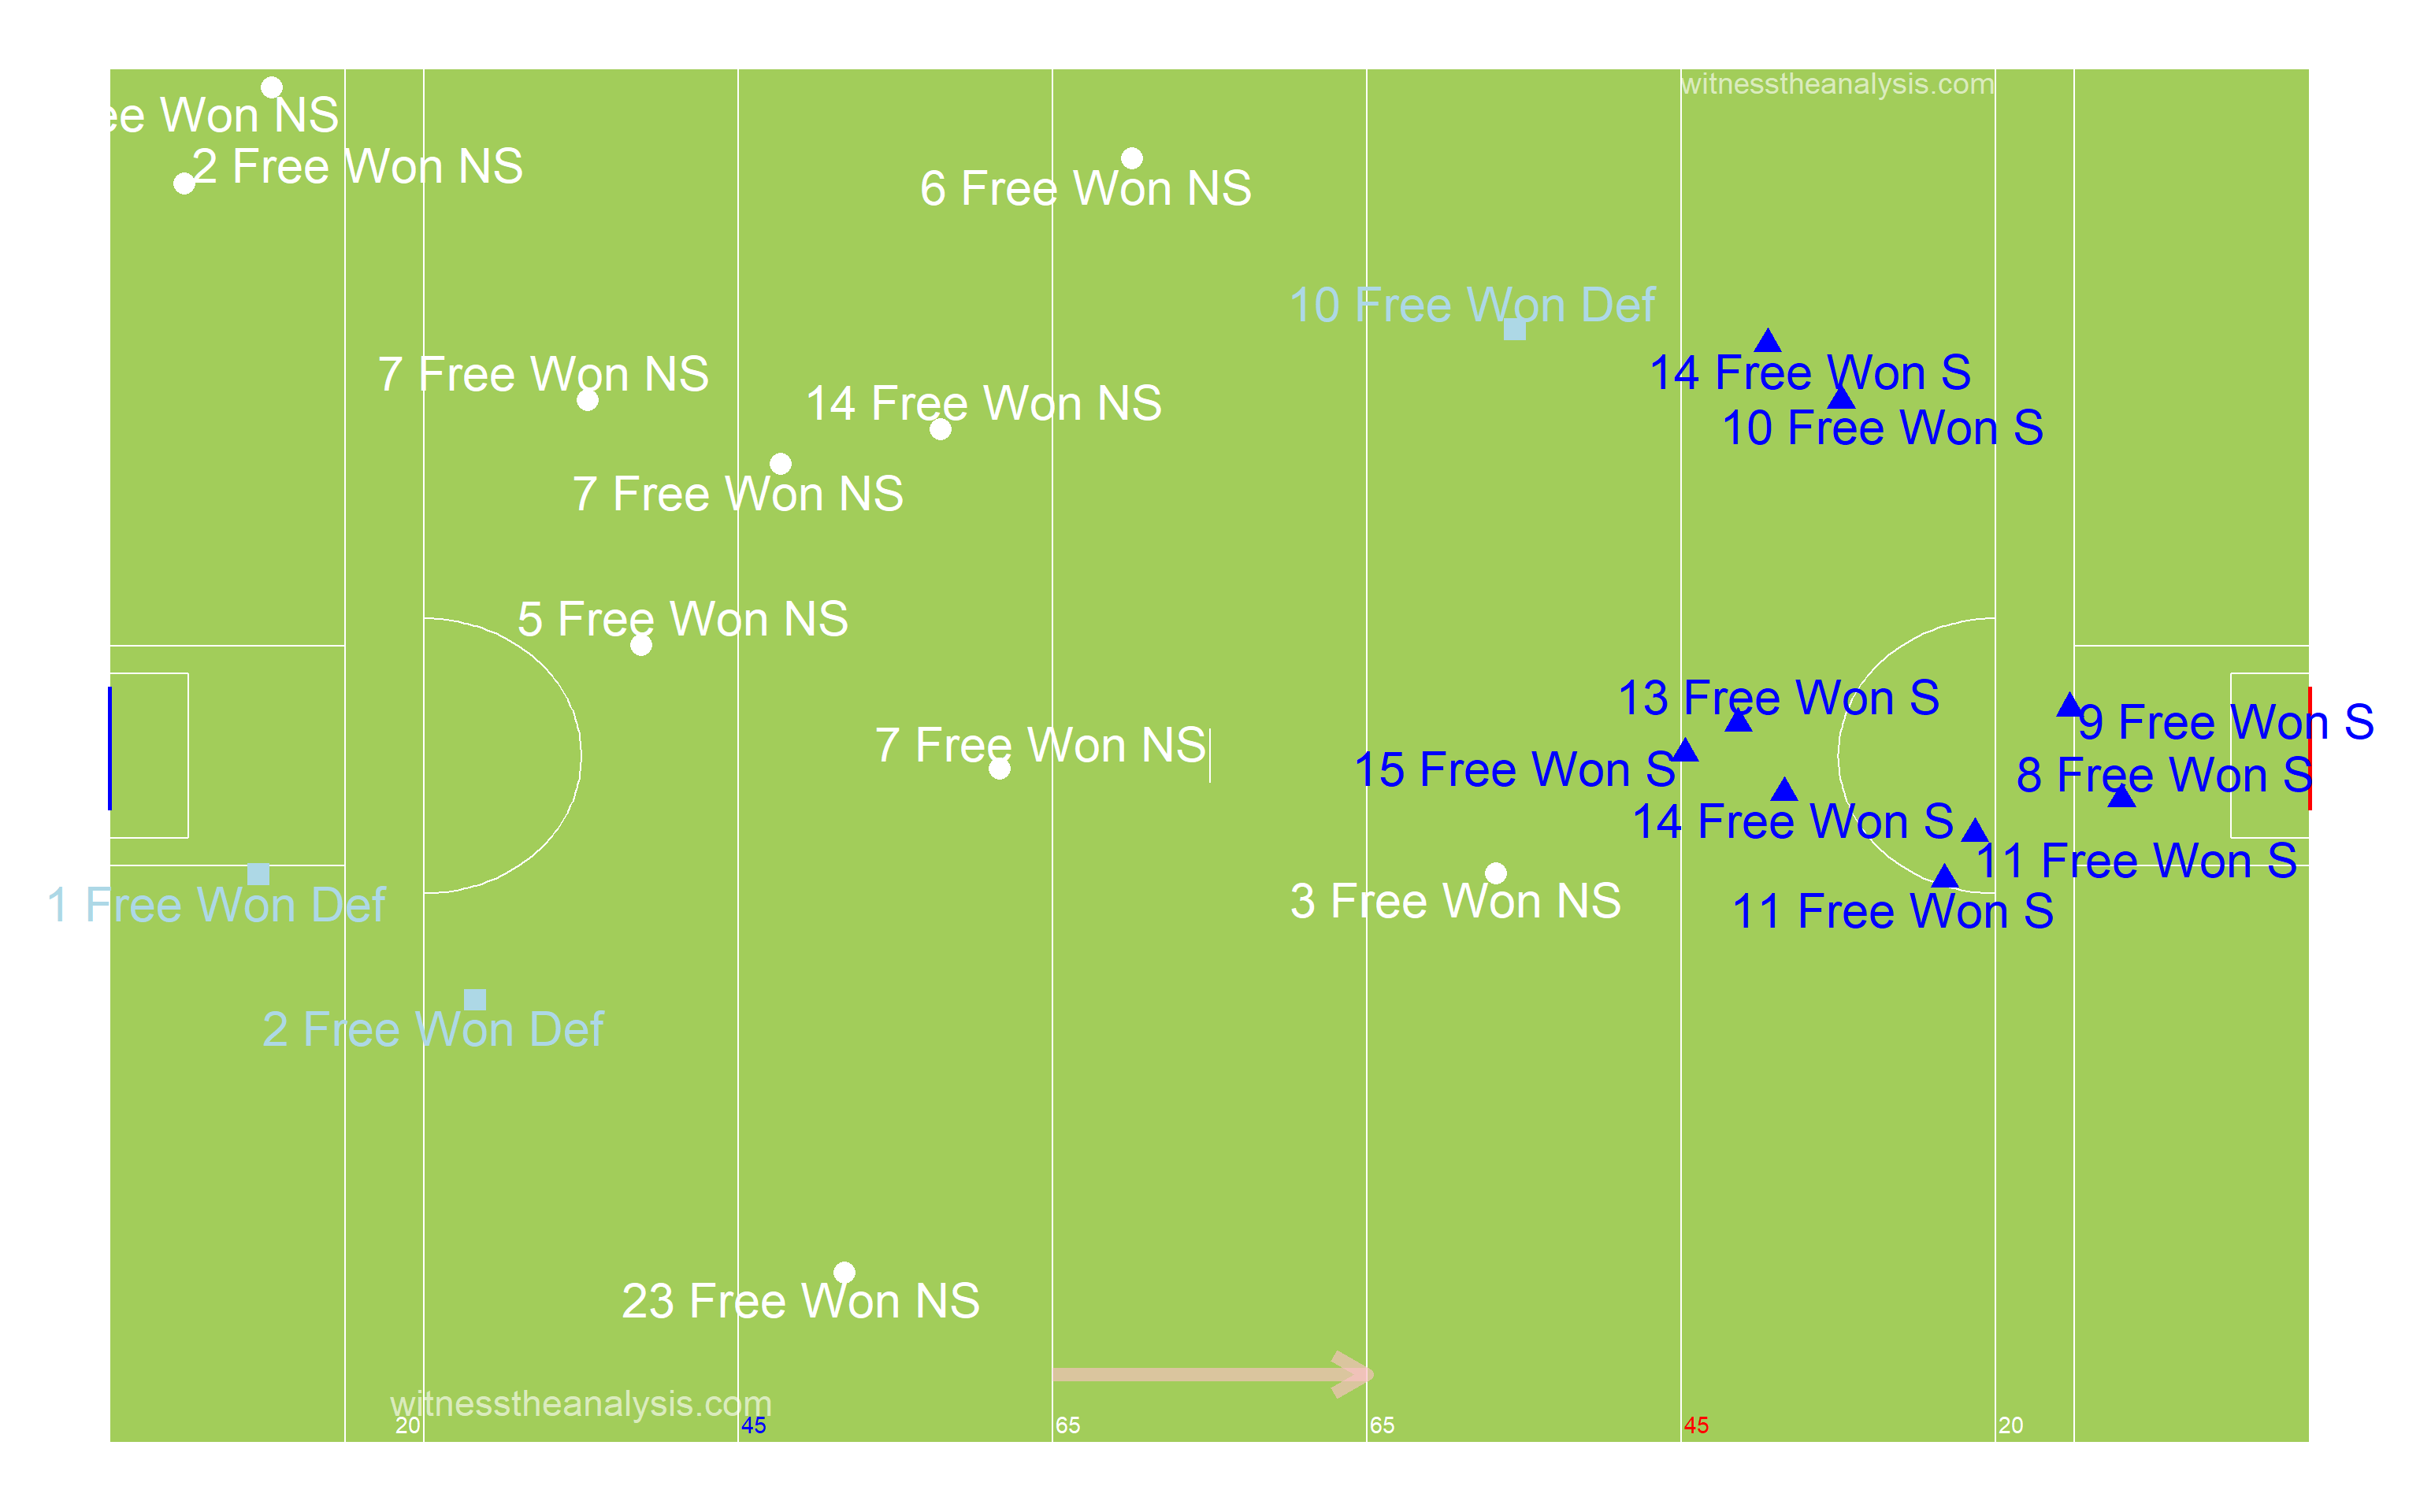 witnesstheanalysis.com
Won NS
2 Free Won NS
6 Free Won NS
10 Free Won Def
7 Free Won NS
14 Free Won S
14 Free Won NS
10 Free Won S
7 Free Won NS
5 Free Won NS
13 Free Won S
9 Free Won S
7 Free Won NS
15 Free Won S
8 Free Won S
14 Free Won S
11 Free Won S
3 Free Won NS
1 Free Won Def
11 Free Won S
2 Free Won Def
23 Free Won NS
witnesstheanalysis.com
20
45
65
65
45
20